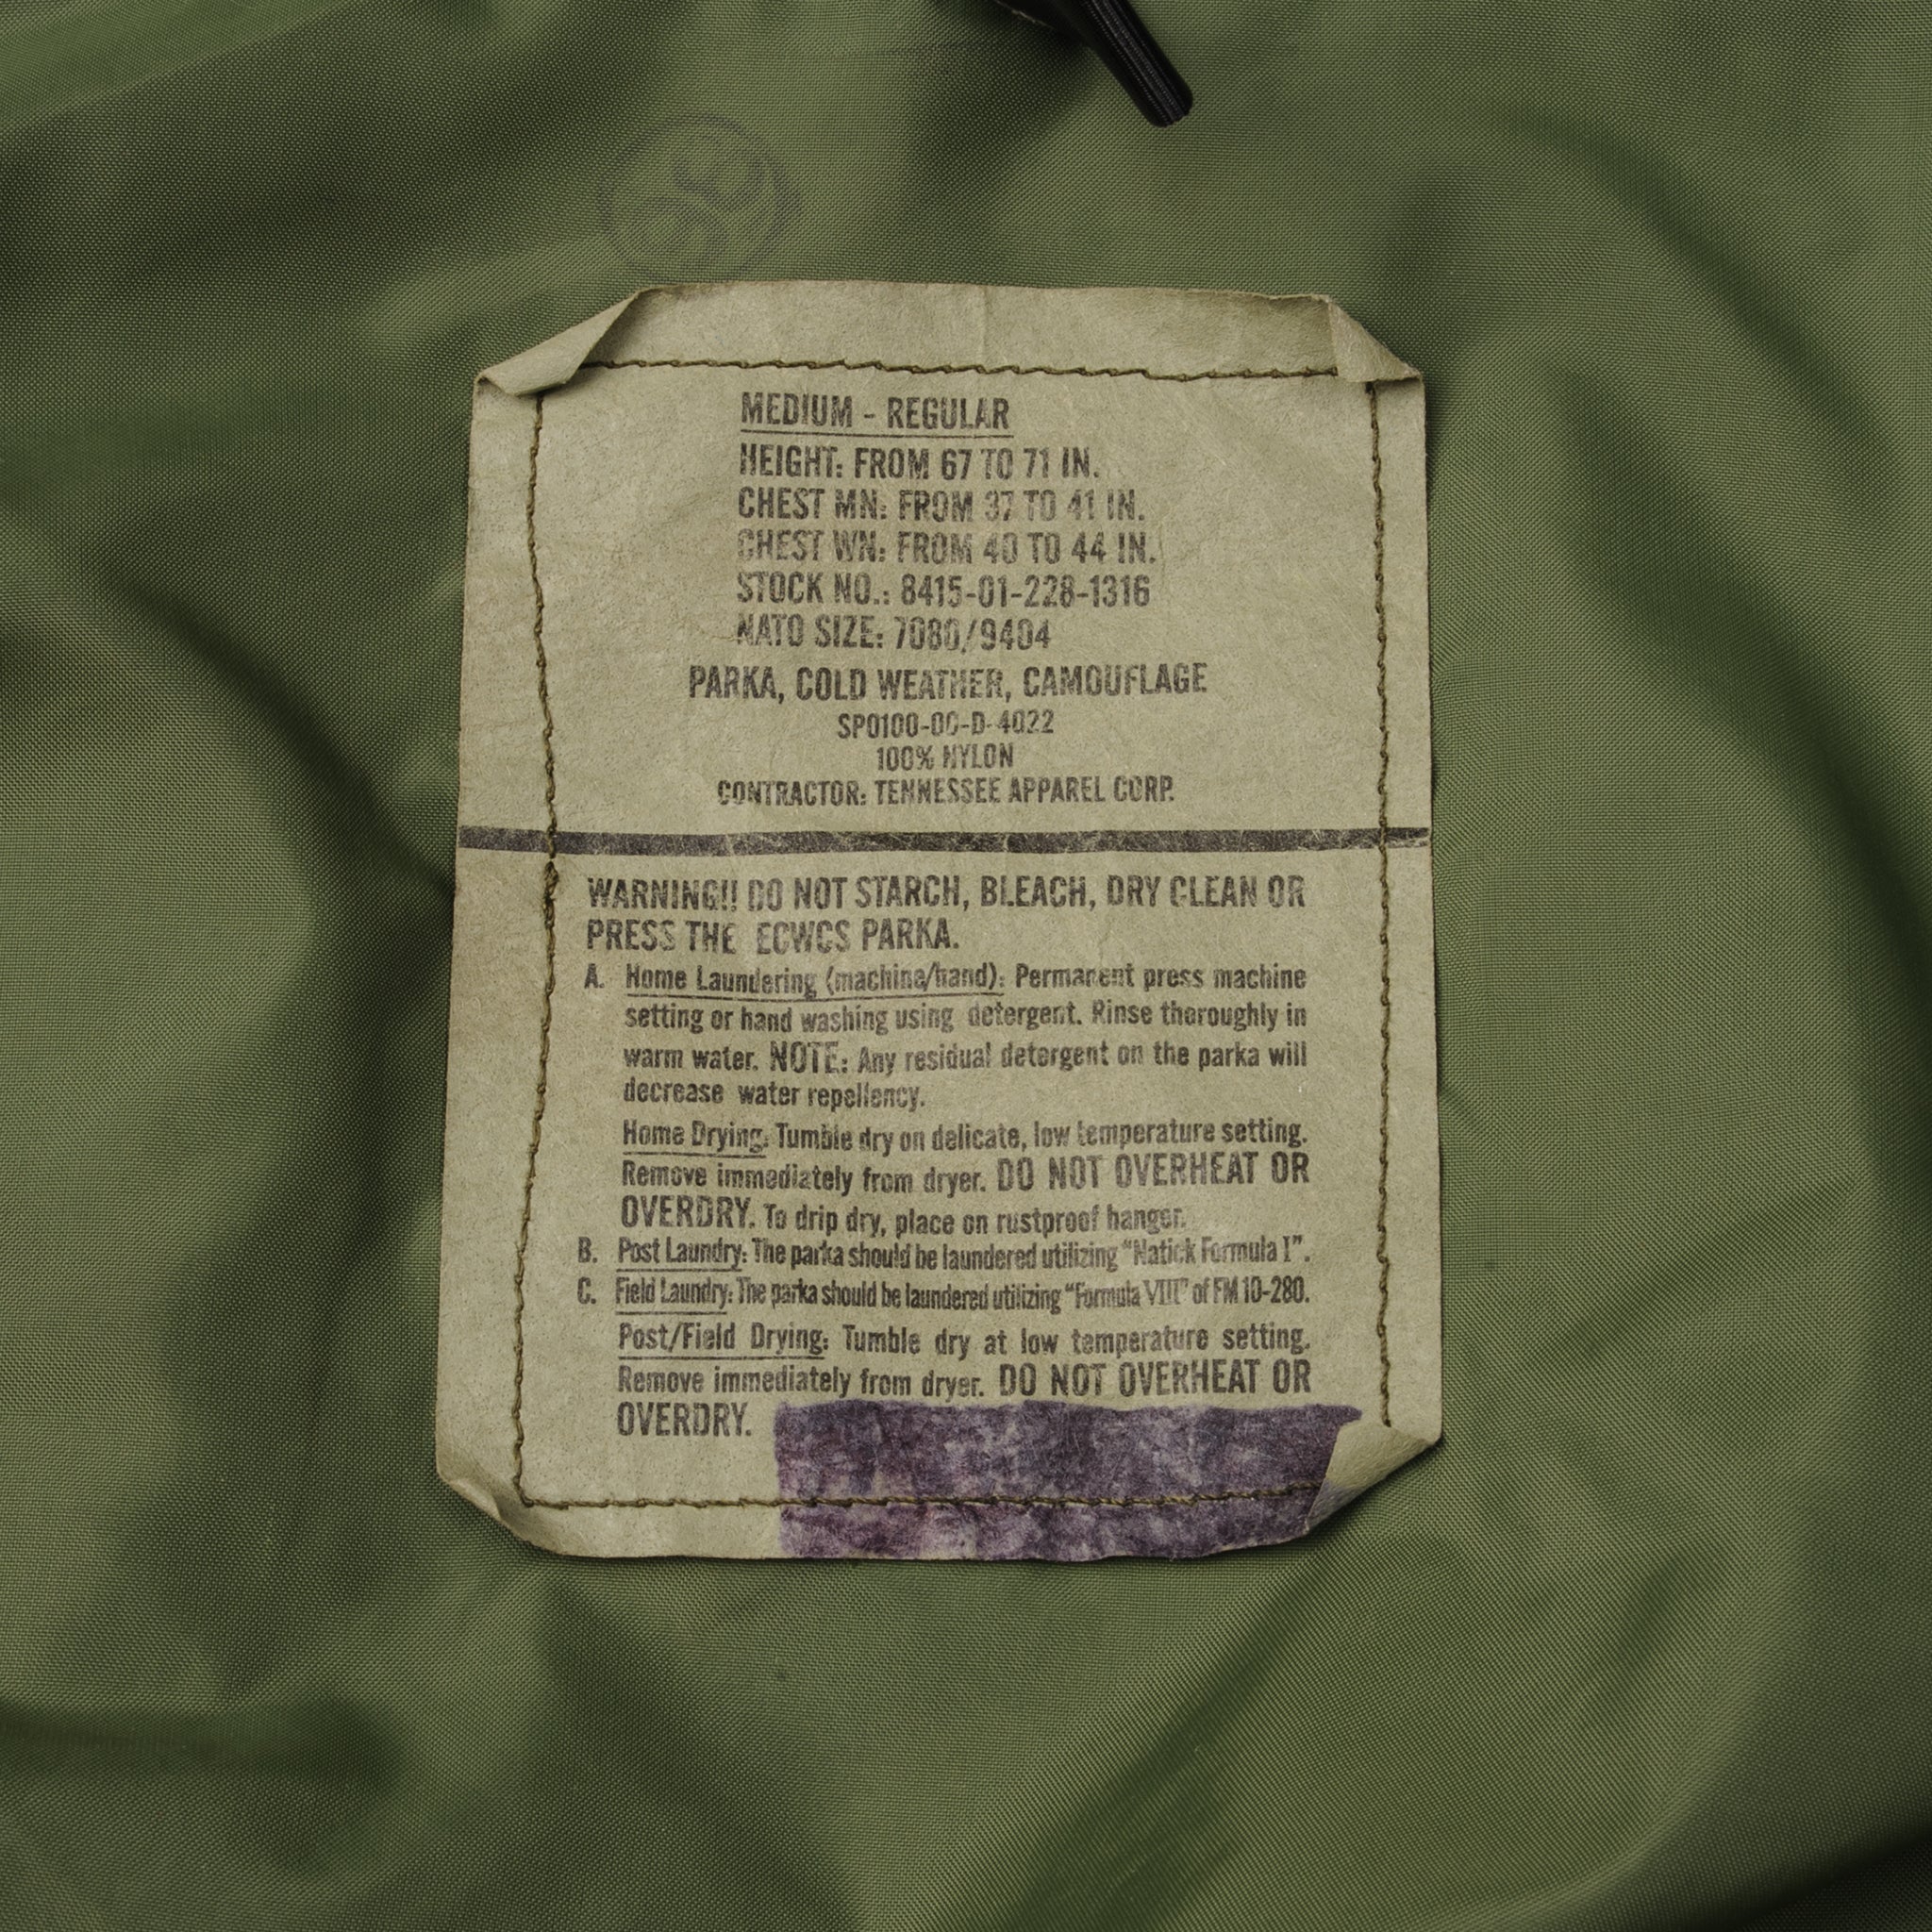 MEDIUM - REGULAR
HEIGHT: FROM 67 TO 71 IN.
CHEST MN: FROM 37 TO 41 IN.
CHEST WN: FROM 40 TO 44 IN.
STOCK NO.: 8415-01-228-1316
NATO SIZE: 7080/9404
PARKA, COLD WEATHER, CAMOUFLAGE
SPO100-00-D-4022
100% NYLON
CONTRACTOR: TENNESSEE APPAREL CORP.
WARNING!! DO NOT STARCH, BLEACH, DRY CLEAN OR
PRESS THE ECWCS PARKA.
A. Home Laundering (machine/hand): Permanent press machine
setting or hand washing using detergent. Rinse thoroughly in
warm water. NOTE: Any residual detergent on the parka will
decrease water repellency.
Home Drying: Tumble dry on delicate, low temperature setting.
Remove immediately from dryer. DO NOT OVERHEAT OR
OVERDRY. To drip dry, place on rustproof hanger.
B. Post Laundry: The parka should be laundered utilizing "Natick Formula I".
C. Field Laundry: The parka should be laundered utilizing "Formula VIII" of FM 10-280.
Post/Field Drying: Tumble dry at low temperature setting.
Remove immediately from dryer. DO NOT OVERHEAT OR
OVERDRY.